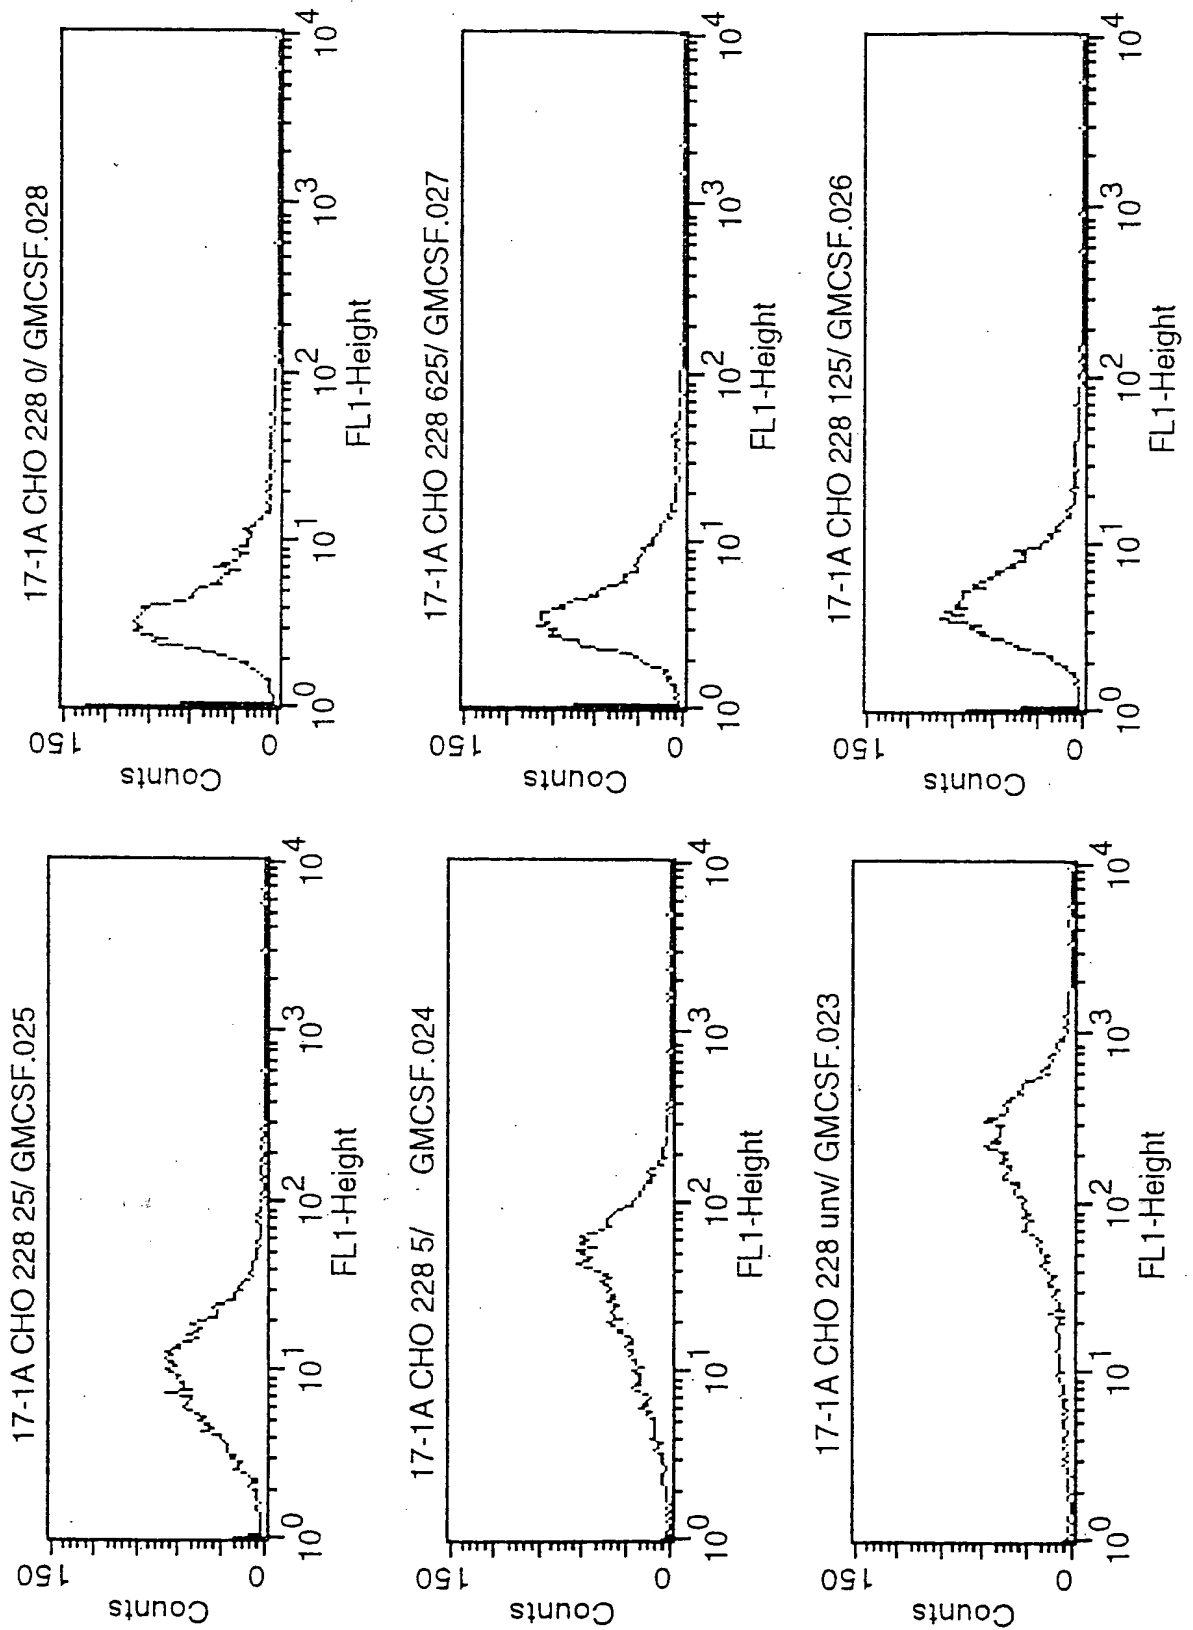 17-1A CHO 228 25/ GMCSF.025
150
Counts
0
10^0 10^1 10^2 10^3 10^4
FL1-Height
17-1A CHO 228 0/ GMCSF.028
150
Counts
0
10^0 10^1 10^2 10^3 10^4
FL1-Height
17-1A CHO 228 5/ GMCSF.024
150
Counts
0
10^0 10^1 10^2 10^3 10^4
FL1-Height
17-1A CHO 228 625/ GMCSF.027
150
Counts
0
10^0 10^1 10^2 10^3 10^4
FL1-Height
17-1A CHO 228 unv/ GMCSF.023
150
Counts
0
10^0 10^1 10^2 10^3 10^4
FL1-Height
17-1A CHO 228 125/ GMCSF.026
150
Counts
0
10^0 10^1 10^2 10^3 10^4
FL1-Height